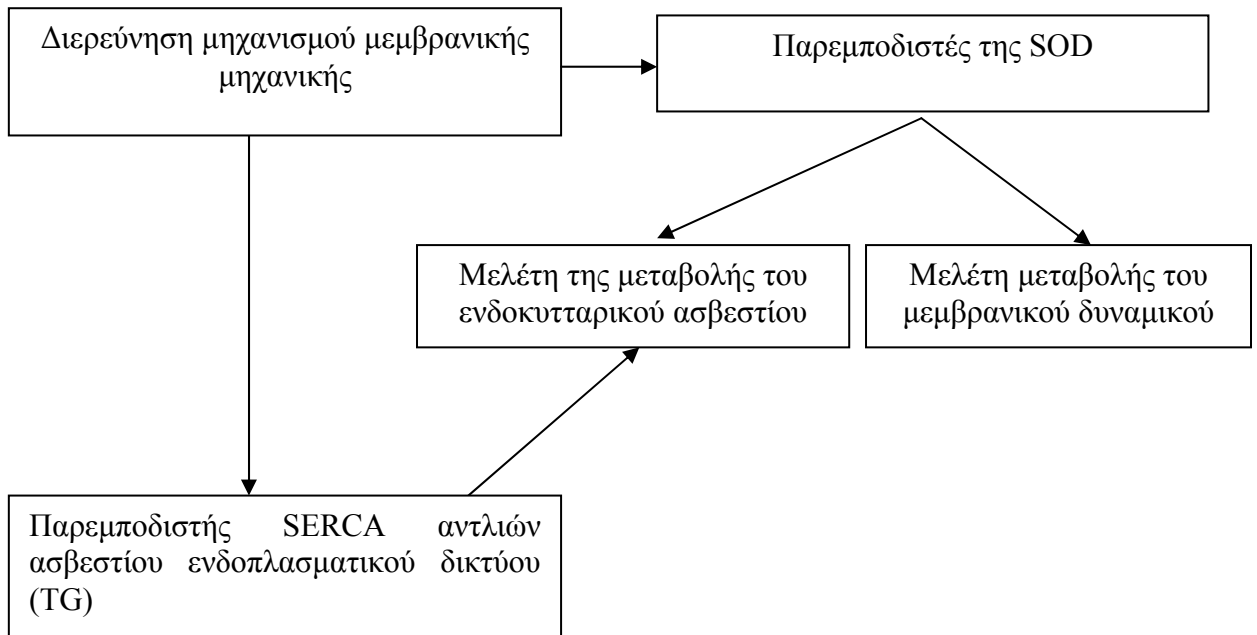 Διερεύνηση μηχανισμού μεμβρανικής
μηχανικής
Παρεμποδιστές της SOD
Μελέτη της μεταβολής του
ενδοκυτταρικού ασβεστίου
Μελέτη μεταβολής του
μεμβρανικού δυναμικού
Παρεμποδιστής SERCA αντλιών
ασβεστίου ενδοπλασματικού δικτύου
(TG)